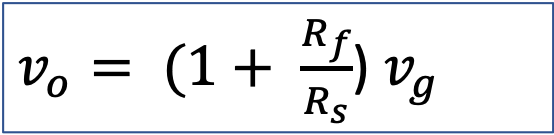 v_o = (1 + R_f/R_s) v_g